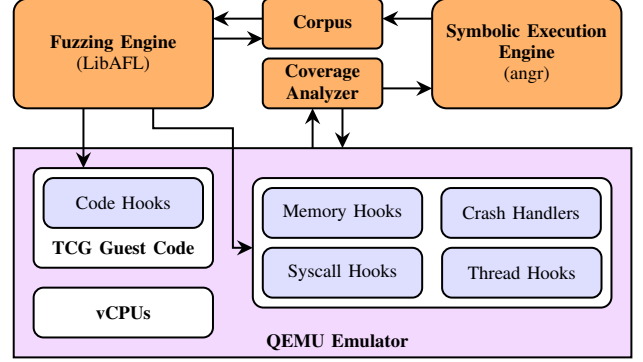 Fuzzing Engine
(LibAFL)
Corpus
Coverage
Analyzer
Symbolic Execution
Engine
(angr)
Code Hooks
TCG Guest Code
vCPUs
Memory Hooks
Crash Handlers
Syscall Hooks
Thread Hooks
QEMU Emulator